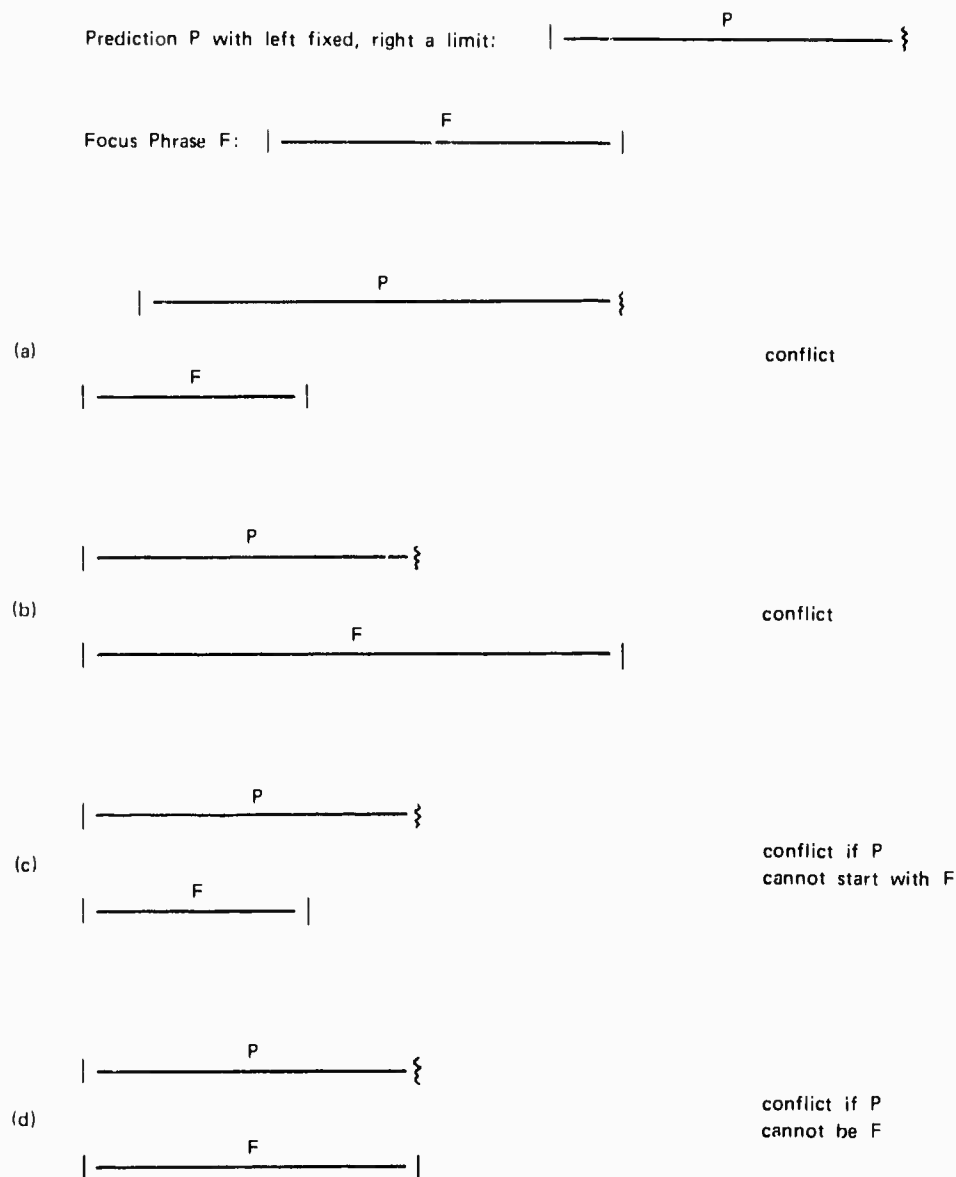 P
Prediction P with left fixed, right a limit:
F
Focus Phrase F:
P
(a)
conflict
F
P
(b)
conflict
F
P
conflict if P
(c)
cannot start with F
F
P
conflict if P
(d)
cannot be F
F